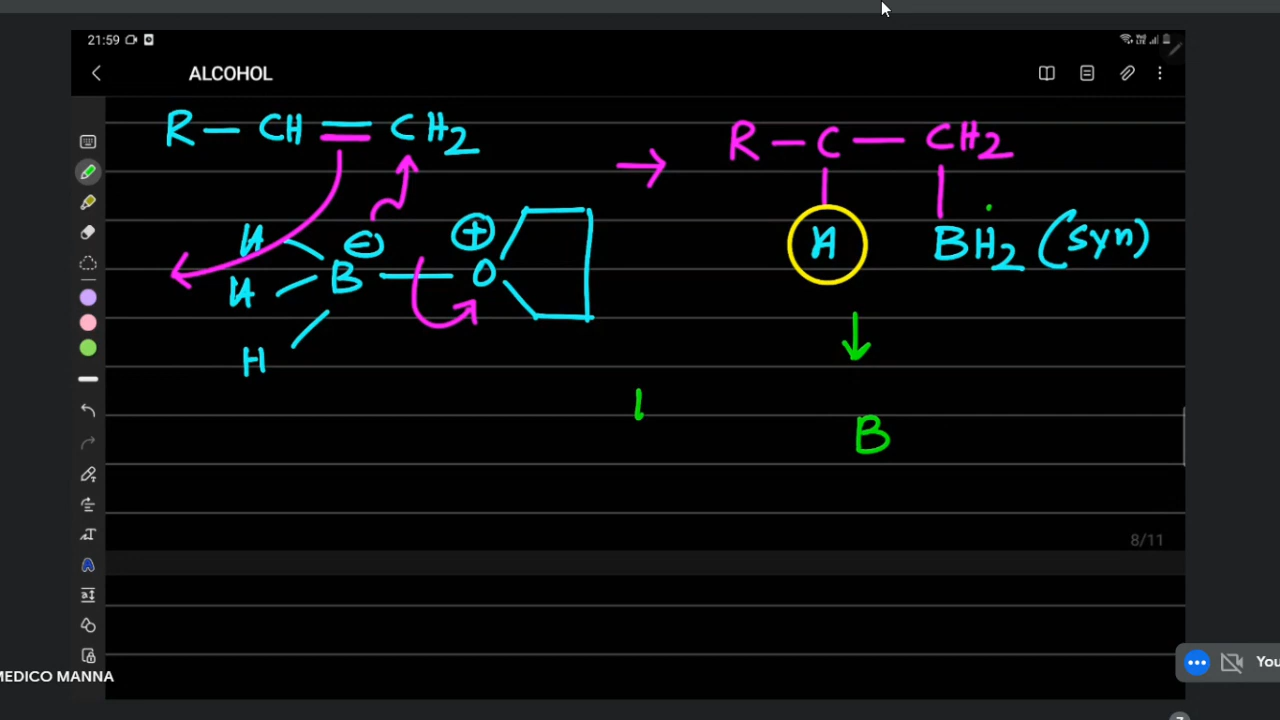 21:59
ALCOHOL
R — CH = CH2
→ R — C — CH2
H
⊖ ⊕
H
B — O
H
H BH2 (syn)
↓
B
8/11
MEDICO MANNA
You